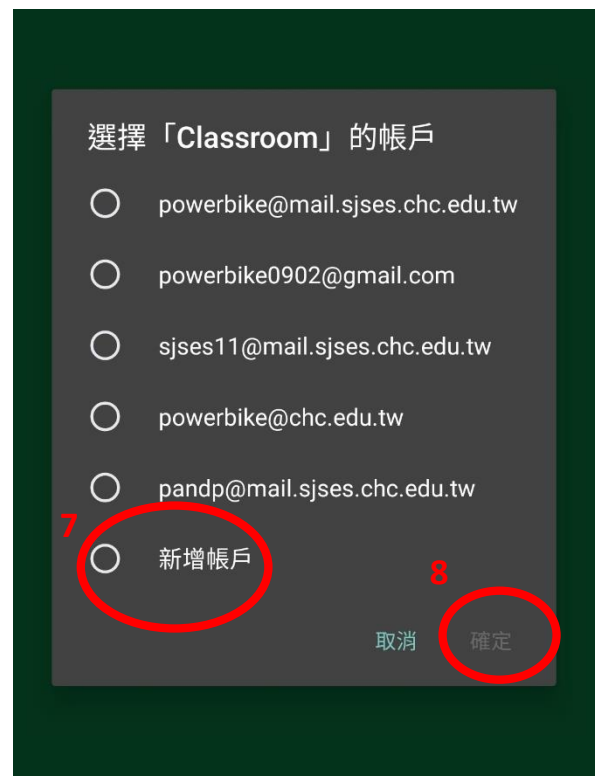 選擇「Classroom」的帳戶
powerbike@mail.sjses.chc.edu.tw
powerbike0902@gmail.com
sjses11@mail.sjses.chc.edu.tw
powerbike@chc.edu.tw
pandp@mail.sjses.chc.edu.tw
7
新增帳戶
8
取消 確定